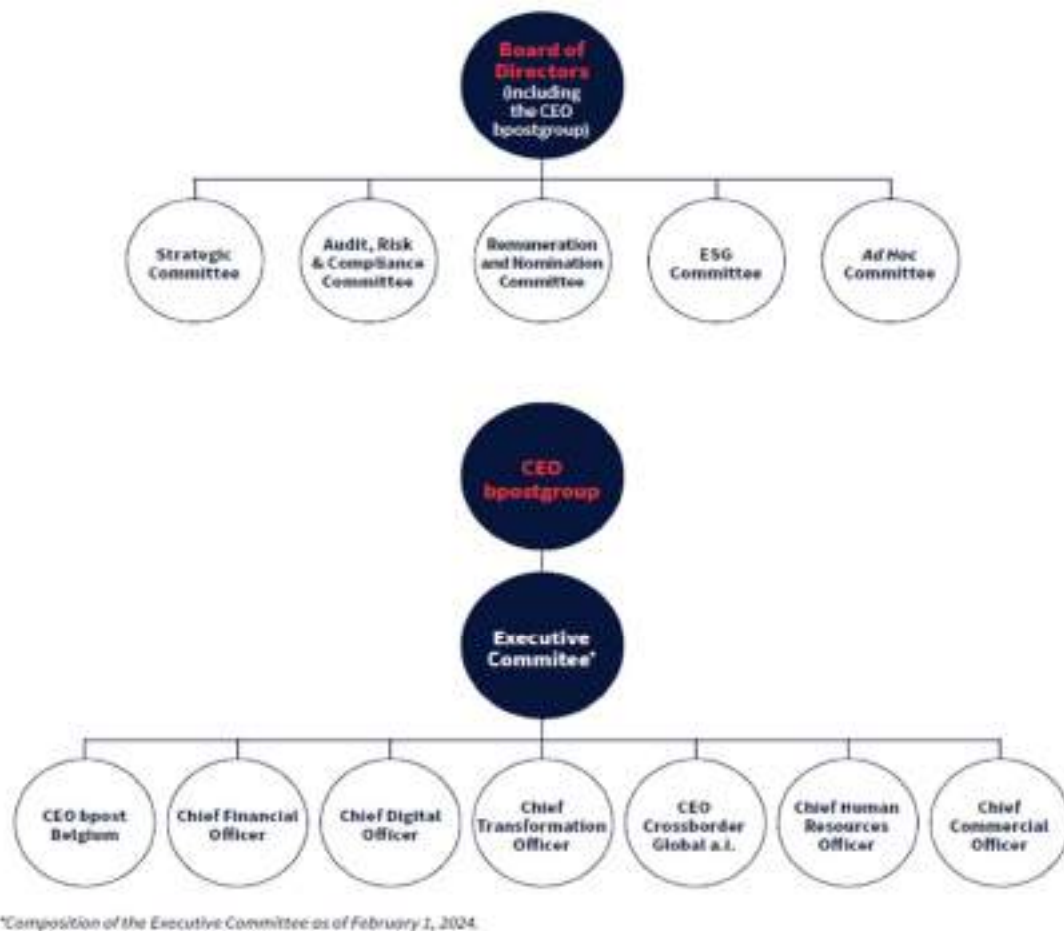 Board of
Directors
(including
the CEO
bpostgroup)
Strategic
Committee
Audit, Risk
& Compliance
Committee
Remuneration
and Nomination
Committee
ESG
Committee
Ad Hoc
Committee
CEO
bpostgroup
Executive
Commitee*
CEO bpost
Belgium
Chief Financial
Officer
Chief Digital
Officer
Chief
Transformation
Officer
CEO
Crossborder
Global a.i.
Chief Human
Resources
Officer
Chief
Commercial
Officer
*Composition of the Executive Committee as of February 1, 2024.